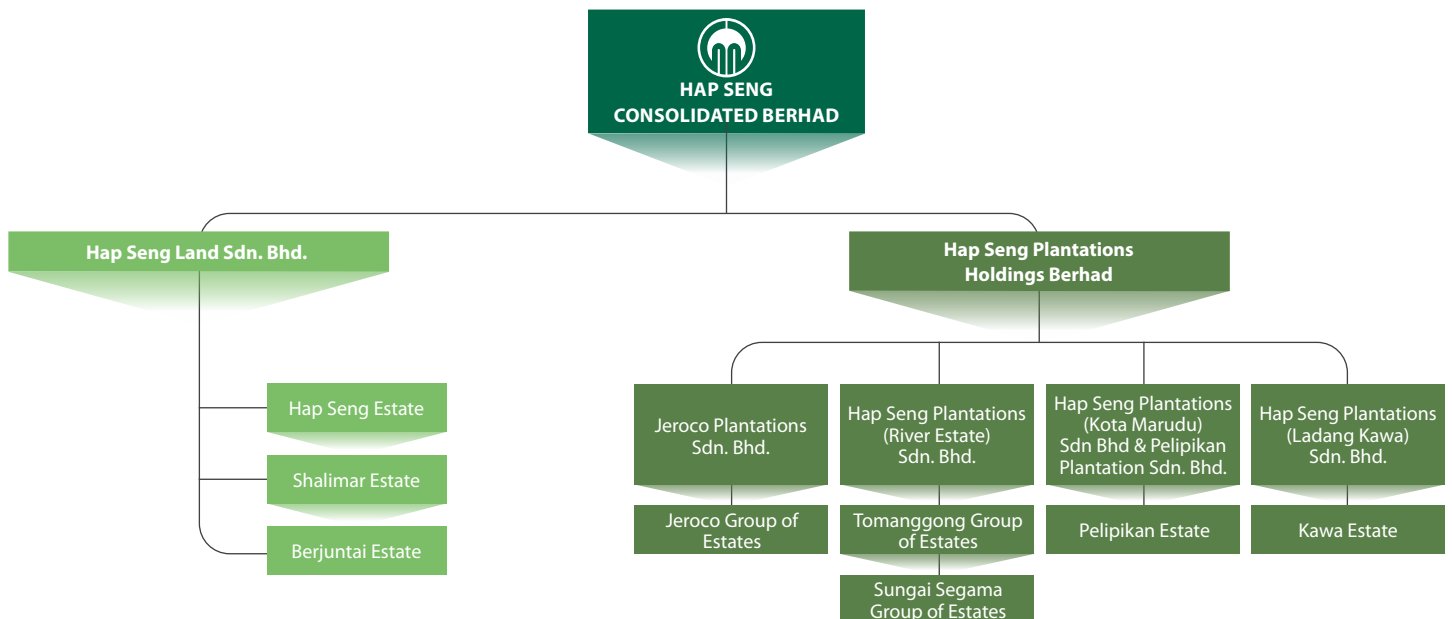 HAP SENG
CONSOLIDATED BERHAD
Hap Seng Land Sdn. Bhd.
Hap Seng Plantations
Holdings Berhad
Hap Seng Estate
Shalimar Estate
Berjuntai Estate
Jeroco Plantations
Sdn. Bhd.
Hap Seng Plantations
(River Estate)
Sdn. Bhd.
Hap Seng Plantations
(Kota Marudu)
Sdn Bhd & Pelipikan
Plantation Sdn. Bhd.
Hap Seng Plantations
(Ladang Kawa)
Sdn. Bhd.
Jeroco Group of
Estates
Tomanggong Group
of Estates
Pelipikan Estate
Kawa Estate
Sungai Segama
Group of Estates